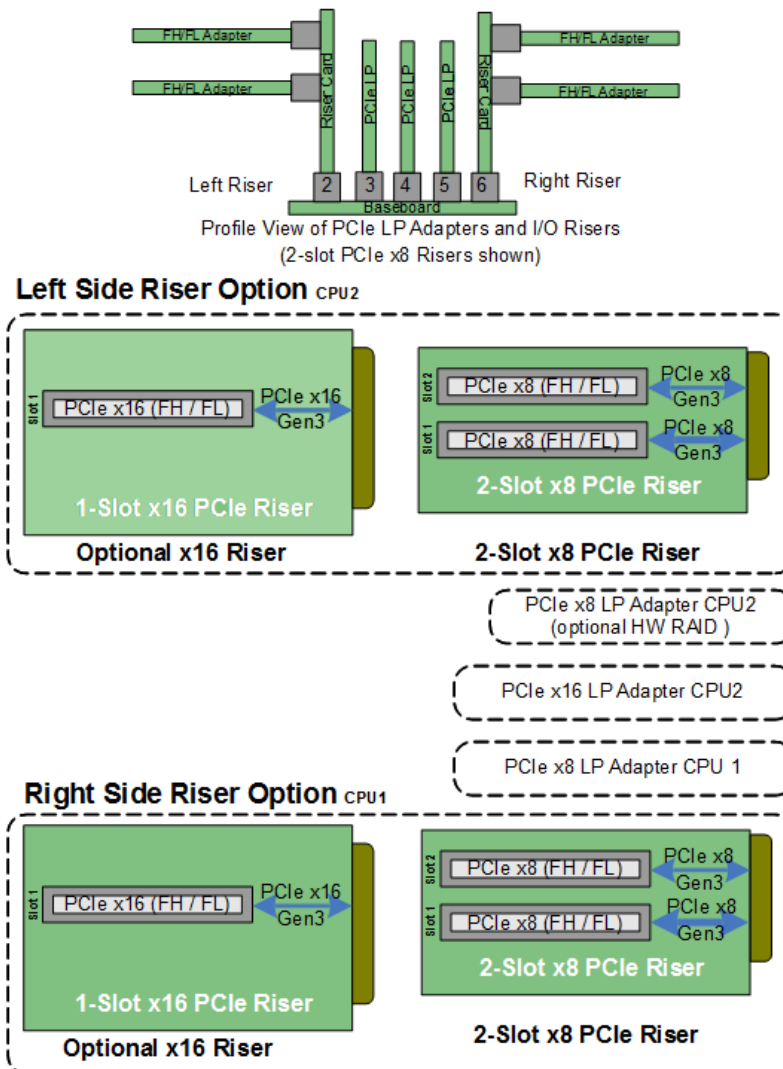 FH/FL Adapter
FH/FL Adapter
FH/FL Adapter
FH/FL Adapter
Riser Card
PCIe LP
PCIe LP
PCIe LP
Riser Card
Left Riser
2
3
4
5
6
Right Riser
Baseboard
Profile View of PCIe LP Adapters and I/O Risers
(2-slot PCIe x8 Risers shown)
Left Side Riser Option CPU2
Slot 1
PCIe x16 (FH / FL)
PCIe x16
Gen3
1-Slot x16 PCIe Riser
Optional x16 Riser
Slot 2
PCIe x8 (FH / FL)
PCIe x8
Gen3
Slot 1
PCIe x8 (FH / FL)
PCIe x8
Gen3
2-Slot x8 PCIe Riser
2-Slot x8 PCIe Riser
PCIe x8 LP Adapter CPU2
(optional HW RAID )
PCIe x16 LP Adapter CPU2
PCIe x8 LP Adapter CPU 1
Right Side Riser Option CPU1
Slot 1
PCIe x16 (FH / FL)
PCIe x16
Gen3
1-Slot x16 PCIe Riser
Optional x16 Riser
Slot 2
PCIe x8 (FH / FL)
PCIe x8
Gen3
Slot 1
PCIe x8 (FH / FL)
PCIe x8
Gen3
2-Slot x8 PCIe Riser
2-Slot x8 PCIe Riser